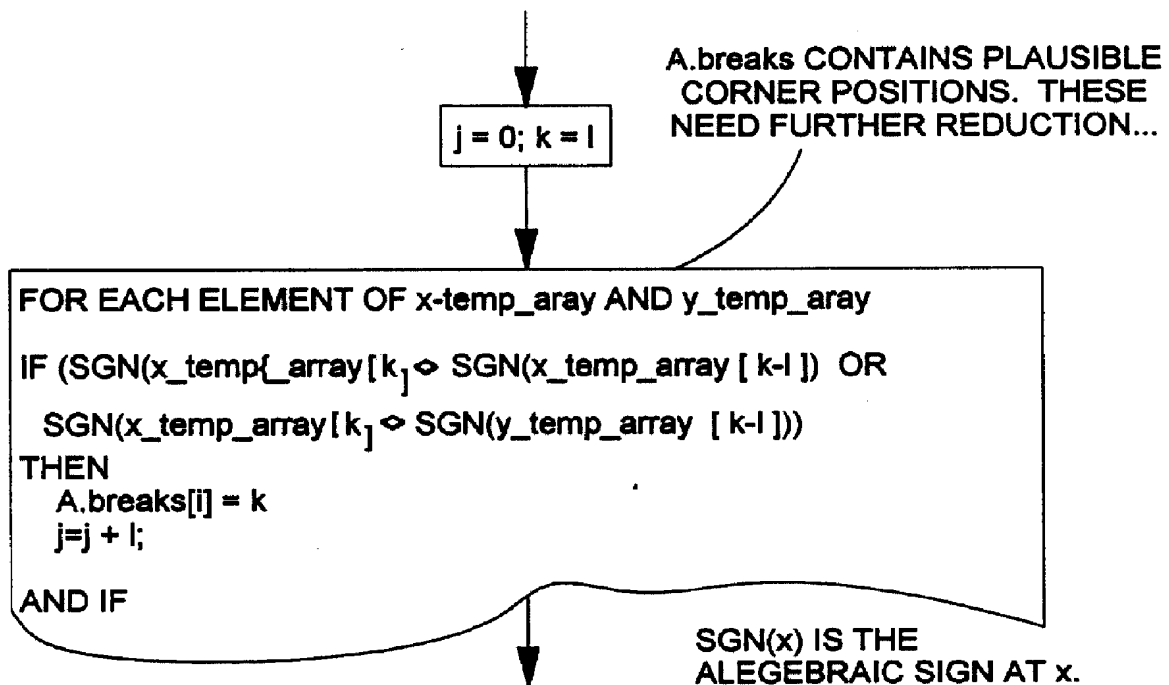 A.breaks CONTAINS PLAUSIBLE
CORNER POSITIONS. THESE
NEED FURTHER REDUCTION...
j = 0; k = l
FOR EACH ELEMENT OF x-temp_aray AND y_temp_aray
IF (SGN(x_temp{_array[k] <> SGN(x_temp_array [ k-l ]) OR
SGN(x_temp_array[k] <> SGN(y_temp_array [ k-l ]))
THEN
A.breaks[i] = k
j=j + l;
AND IF
SGN(x) IS THE
ALEGEBRAIC SIGN AT x.